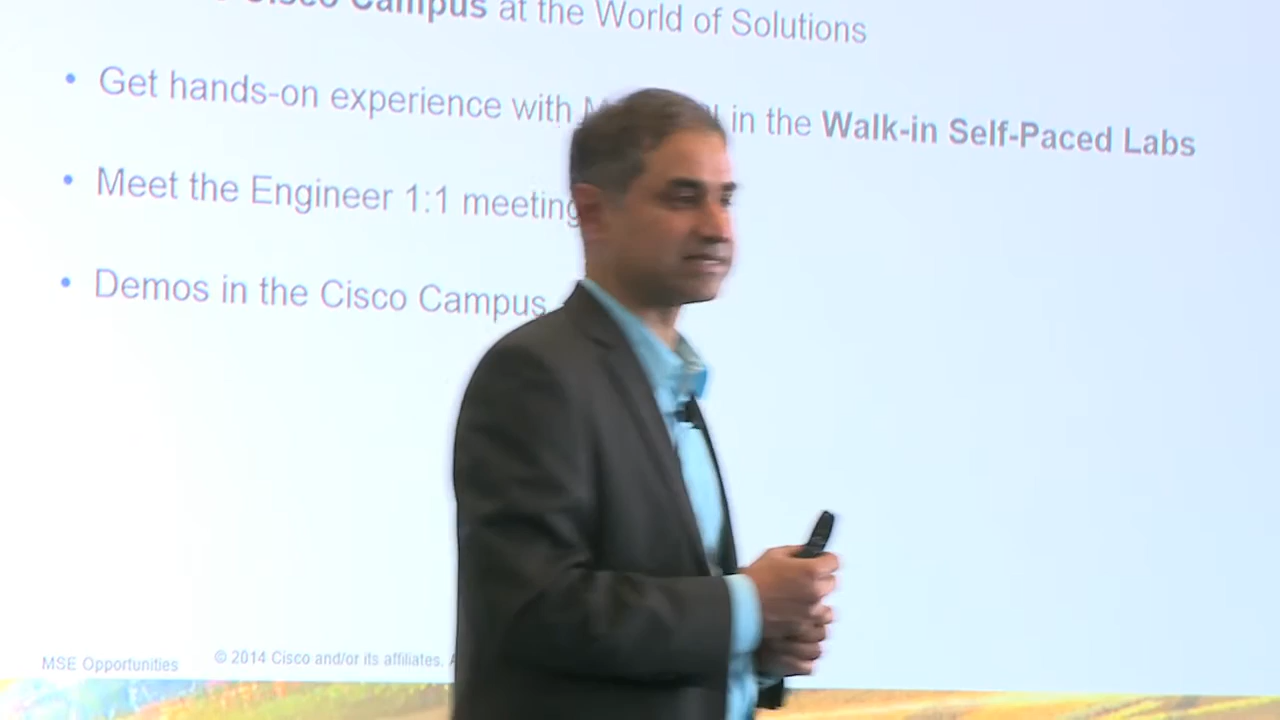 Cisco Campus at the World of Solutions
• Get hands-on experience with in the Walk-in Self-Paced Labs
• Meet the Engineer 1:1 meeting
• Demos in the Cisco Campus
MSE Opportunities
© 2014 Cisco and/or its affiliates.